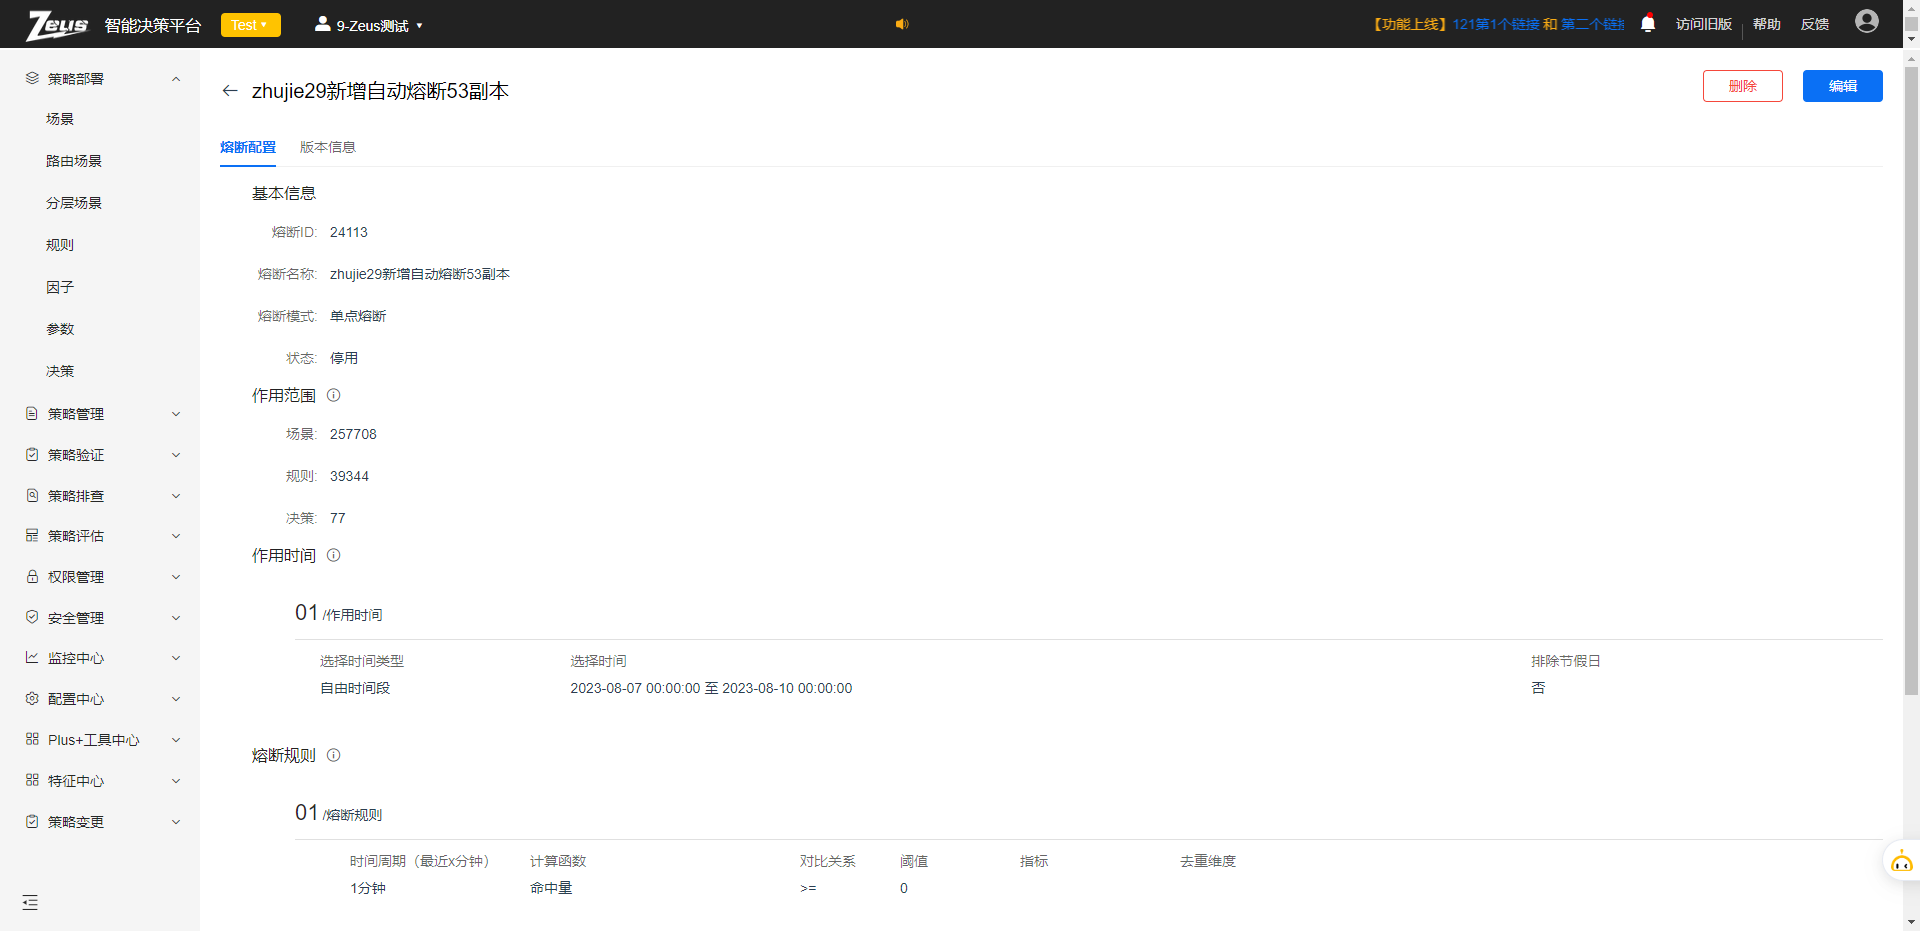 Zeus 智能决策平台 Test 9-Zeus测试 【功能上线】121第1个链接 和 第二个链接 访问旧版 帮助 反馈
策略部署
场景
路由场景
分层场景
规则
因子
参数
决策
策略管理
策略验证
策略排查
策略评估
权限管理
安全管理
监控中心
配置中心
Plus+工具中心
特征中心
策略变更
zhujie29新增自动熔断53副本
删除 编辑
熔断配置 版本信息
基本信息
熔断ID: 24113
熔断名称: zhujie29新增自动熔断53副本
熔断模式: 单点熔断
状态: 停用
作用范围
场景: 257708
规则: 39344
决策: 77
作用时间
01 /作用时间
选择时间类型 选择时间 排除节假日
自由时间段 2023-08-07 00:00:00 至 2023-08-10 00:00:00 否
熔断规则
01 /熔断规则
时间周期（最近x分钟） 计算函数 对比关系 阈值 指标 去重维度
1分钟 命中量 >= 0